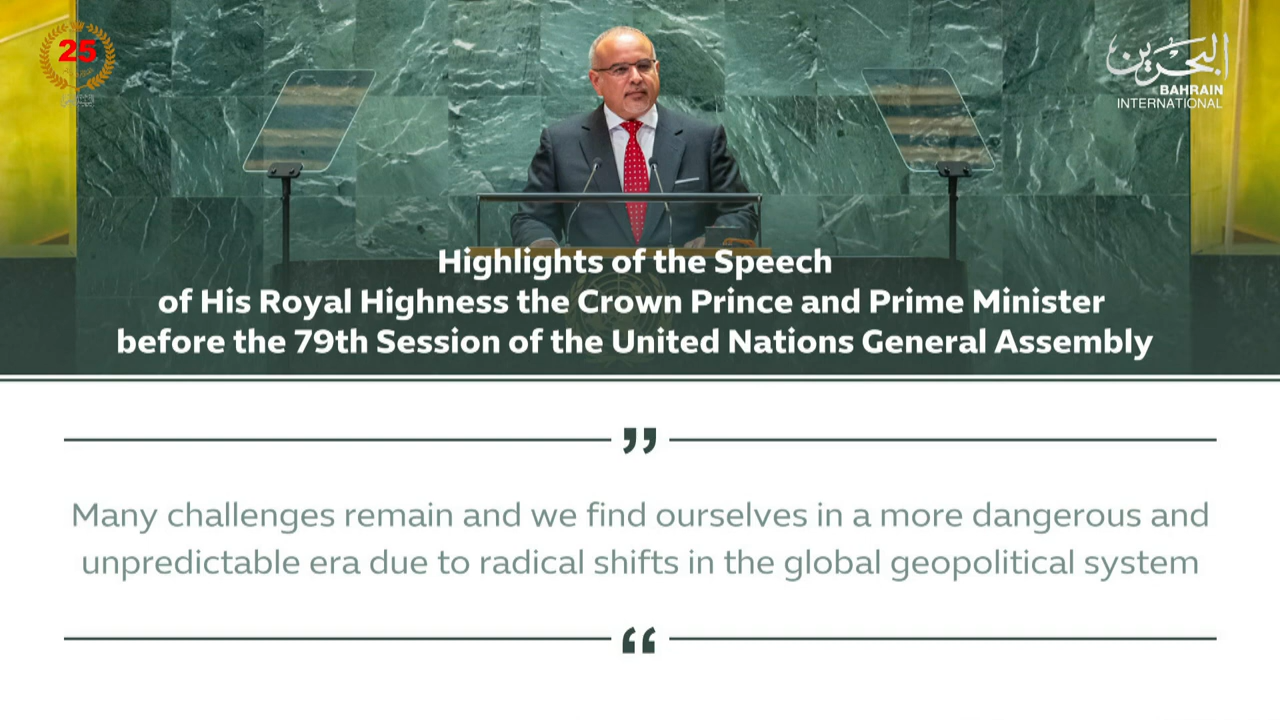 25
البحرين
BAHRAIN
INTERNATIONAL
Highlights of the Speech
of His Royal Highness the Crown Prince and Prime Minister
before the 79th Session of the United Nations General Assembly
”
Many challenges remain and we find ourselves in a more dangerous and
unpredictable era due to radical shifts in the global geopolitical system
“